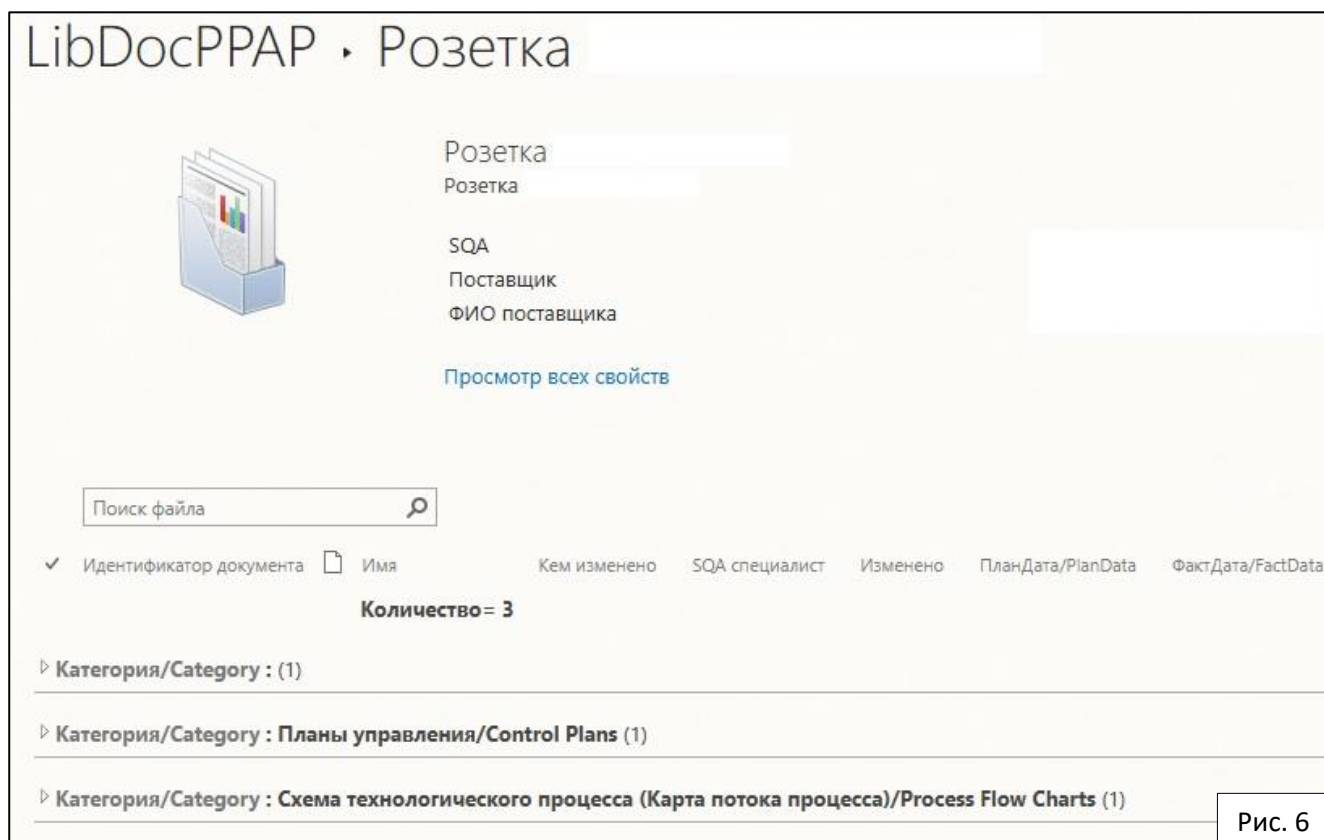 LibDocPPAP ▸ Розетка
Розетка
Розетка
SQA
Поставщик
ФИО поставщика
Просмотр всех свойств
Поиск файла
Идентификатор документа Имя Кем изменено SQA специалист Изменено ПланДата/PlanData ФактДата/FactData
Количество= 3
Категория/Category : (1)
Категория/Category : Планы управления/Control Plans (1)
Категория/Category : Схема технологического процесса (Карта потока процесса)/Process Flow Charts (1)
Рис. 6